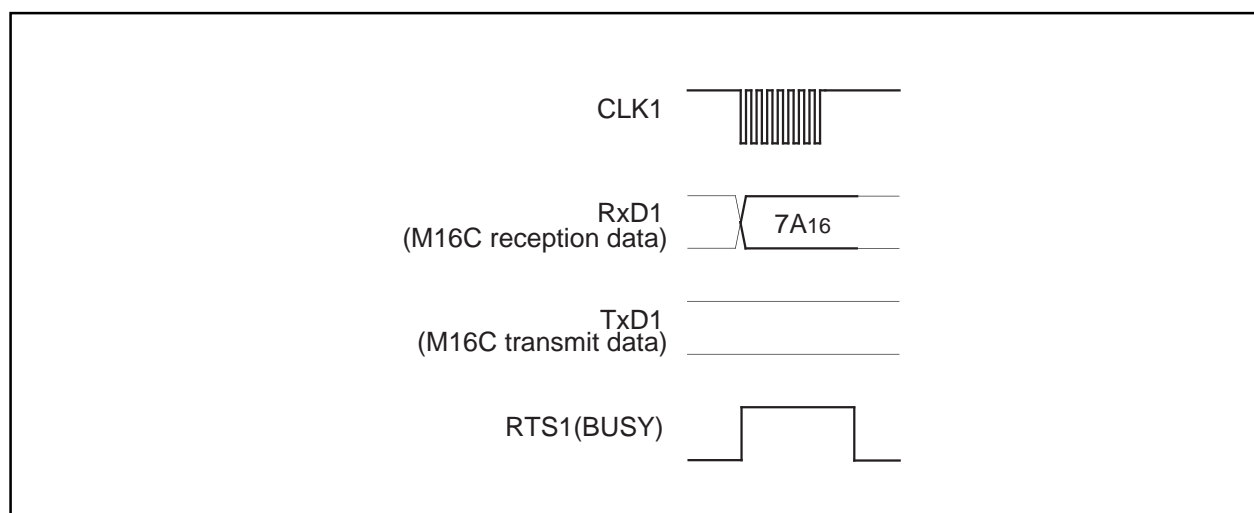 CLK1
RxD1
(M16C reception data)
7A16
TxD1
(M16C transmit data)
RTS1(BUSY)